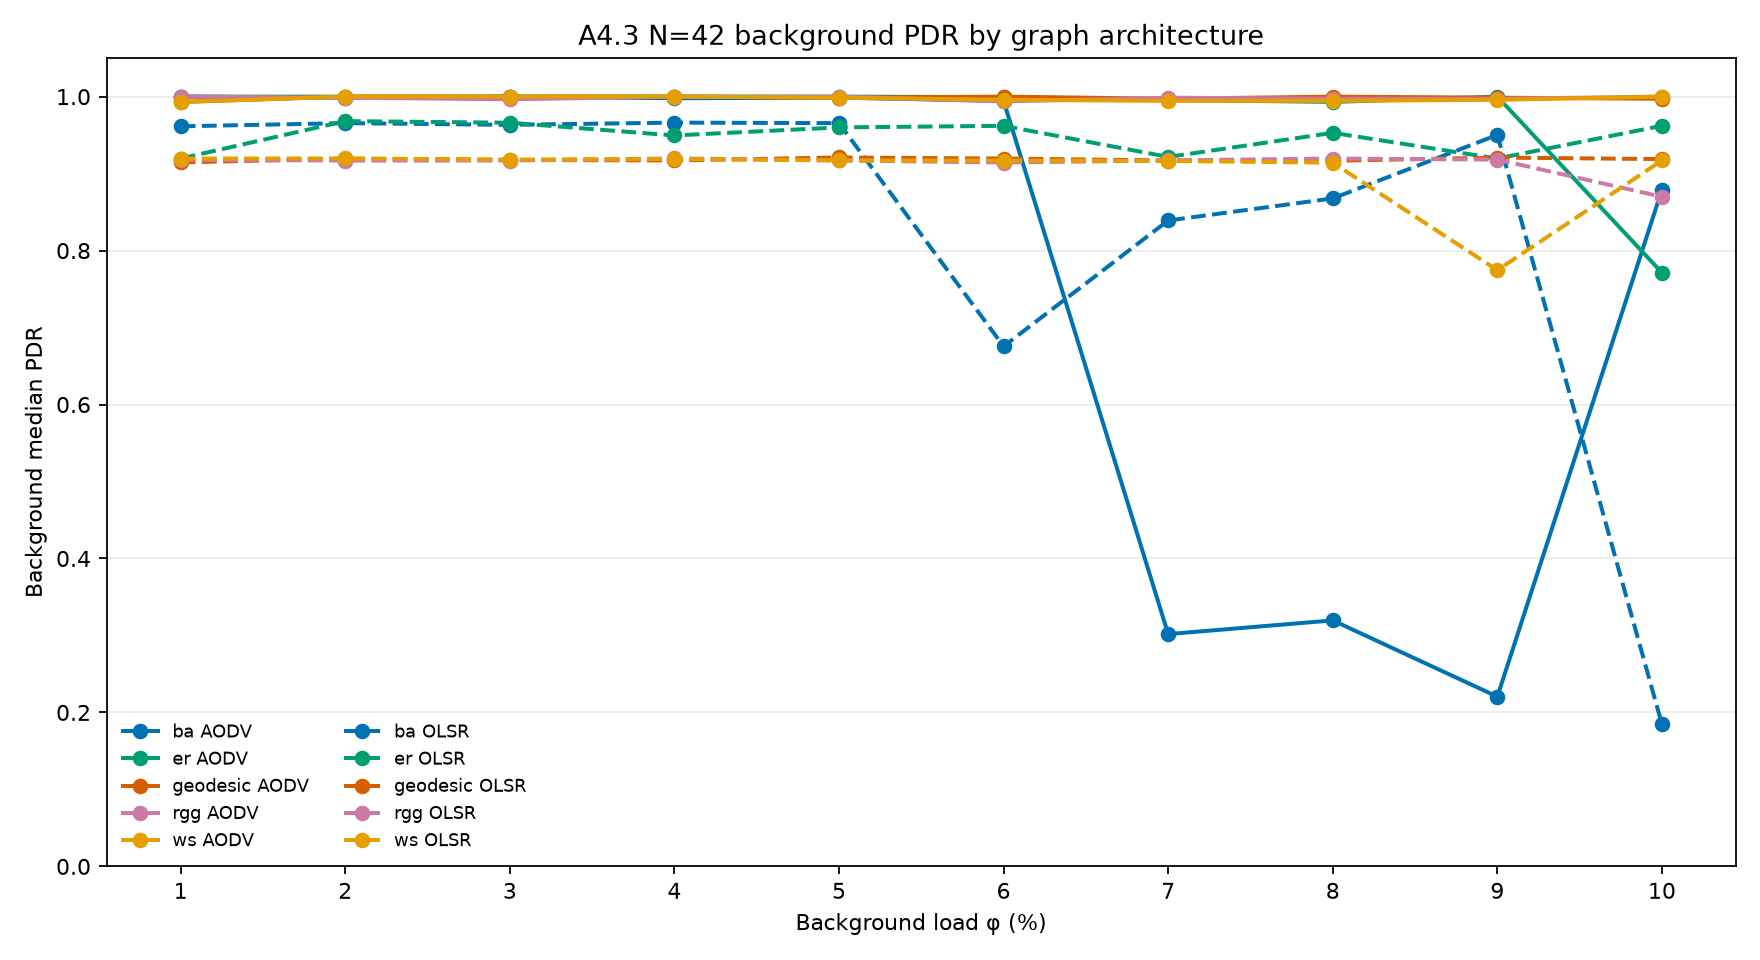 A4.3 N=42 background PDR by graph architecture
Background median PDR
1.0
0.8
0.6
0.4
0.2
0.0
ba AODV
er AODV
geodesic AODV
rgg AODV
ws AODV
ba OLSR
er OLSR
geodesic OLSR
rgg OLSR
ws OLSR
1 2 3 4 5 6 7 8 9 10
Background load φ (%)